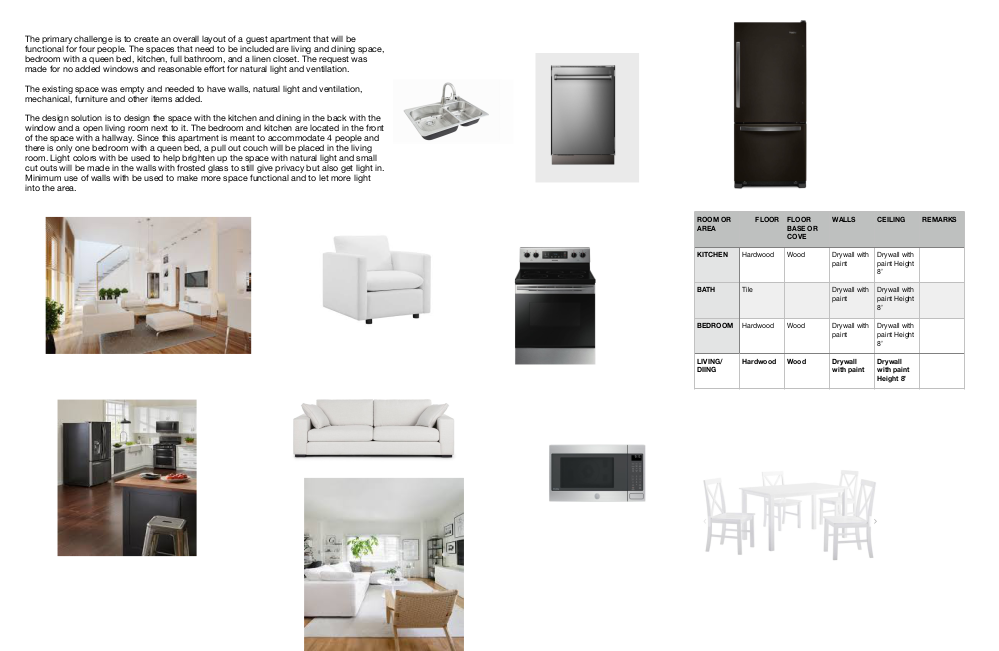 The primary challenge is to create an overall layout of a guest apartment that will be
functional for four people. The spaces that need to be included are living and dining space,
bedroom with a queen bed, kitchen, full bathroom, and a linen closet. The request was
made for no added windows and reasonable effort for natural light and ventilation.
The existing space was empty and needed to have walls, natural light and ventilation,
mechanical, furniture and other items added.
The design solution is to design the space with the kitchen and dining in the back with the
window and a open living room next to it. The bedroom and kitchen are located in the front
of the space with a hallway. Since this apartment is meant to accommodate 4 people and
there is only one bedroom with a queen bed, a pull out couch will be placed in the living
room. Light colors with be used to help brighten up the space with natural light and small
cut outs will be made in the walls with frosted glass to still give privacy but also get light in.
Minimum use of walls with be used to make more space functional and to let more light
into the area.
ROOM OR AREA FLOOR FLOOR BASE OR COVE WALLS CEILING REMARKS
KITCHEN Hardwood Wood Drywall with paint Drywall with paint Height 8'
BATH Tile Drywall with paint Drywall with paint Height 8'
BEDROOM Hardwood Wood Drywall with paint Drywall with paint Height 8'
LIVING/ DIING Hardwood Wood Drywall with paint Drywall with paint Height 8'